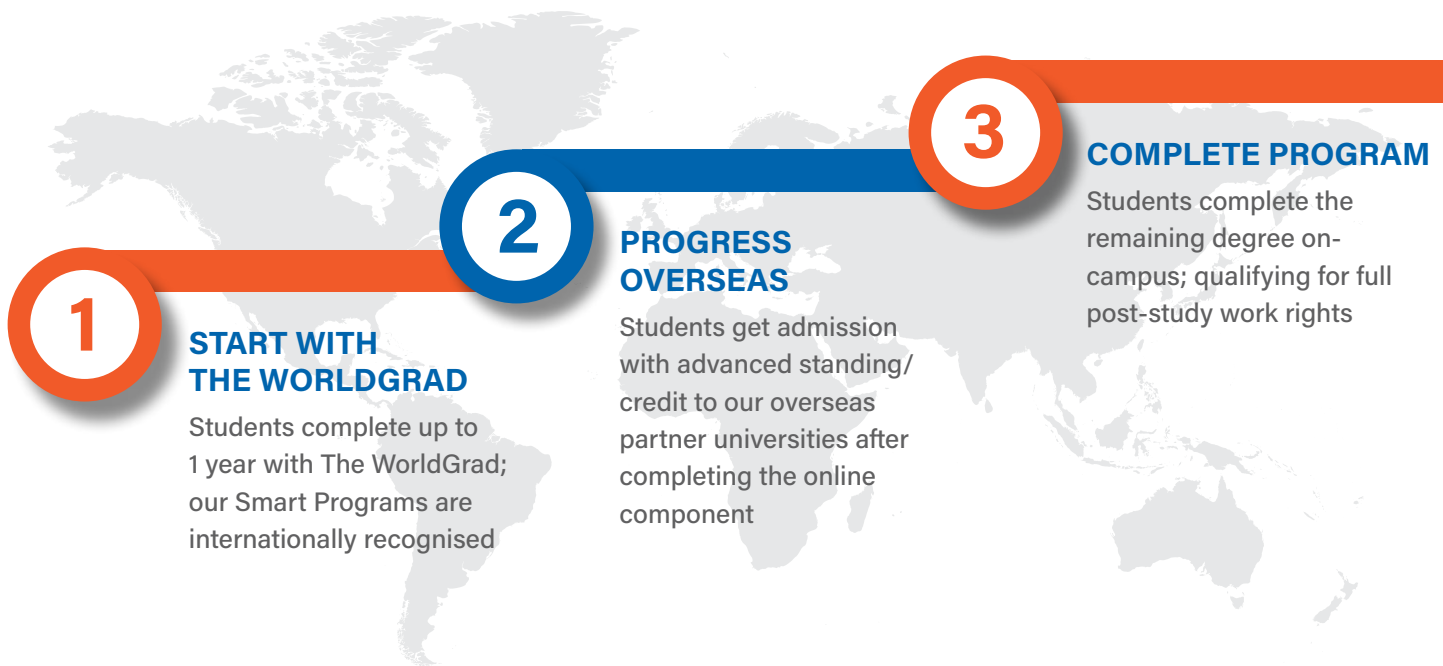 1
START WITH
THE WORLDGRAD
Students complete up to
1 year with The WorldGrad;
our Smart Programs are
internationally recognised
2
PROGRESS
OVERSEAS
Students get admission
with advanced standing/
credit to our overseas
partner universities after
completing the online
component
3
COMPLETE PROGRAM
Students complete the
remaining degree on-
campus; qualifying for full
post-study work rights